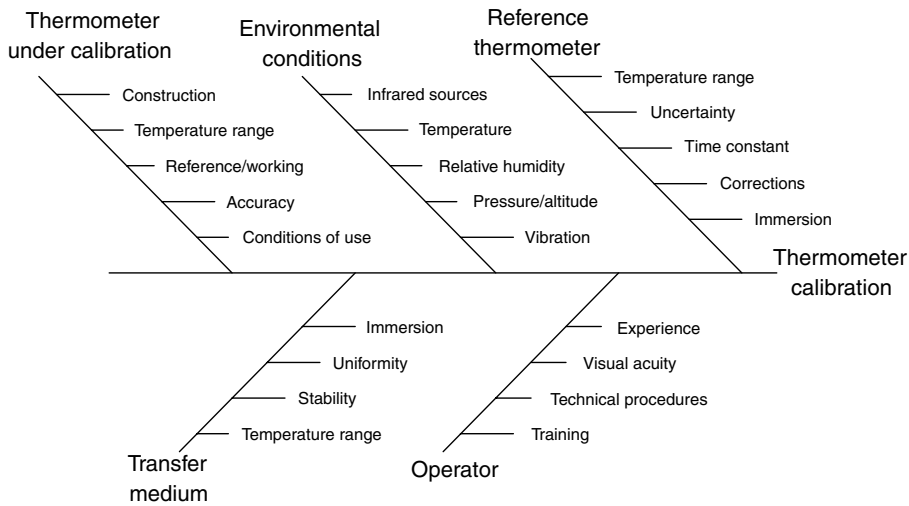 Thermometer
under calibration
Construction
Temperature range
Reference/working
Accuracy
Conditions of use
Environmental
conditions
Infrared sources
Temperature
Relative humidity
Pressure/altitude
Vibration
Reference
thermometer
Temperature range
Uncertainty
Time constant
Corrections
Immersion
Thermometer
calibration
Immersion
Uniformity
Stability
Temperature range
Transfer
medium
Experience
Visual acuity
Technical procedures
Training
Operator